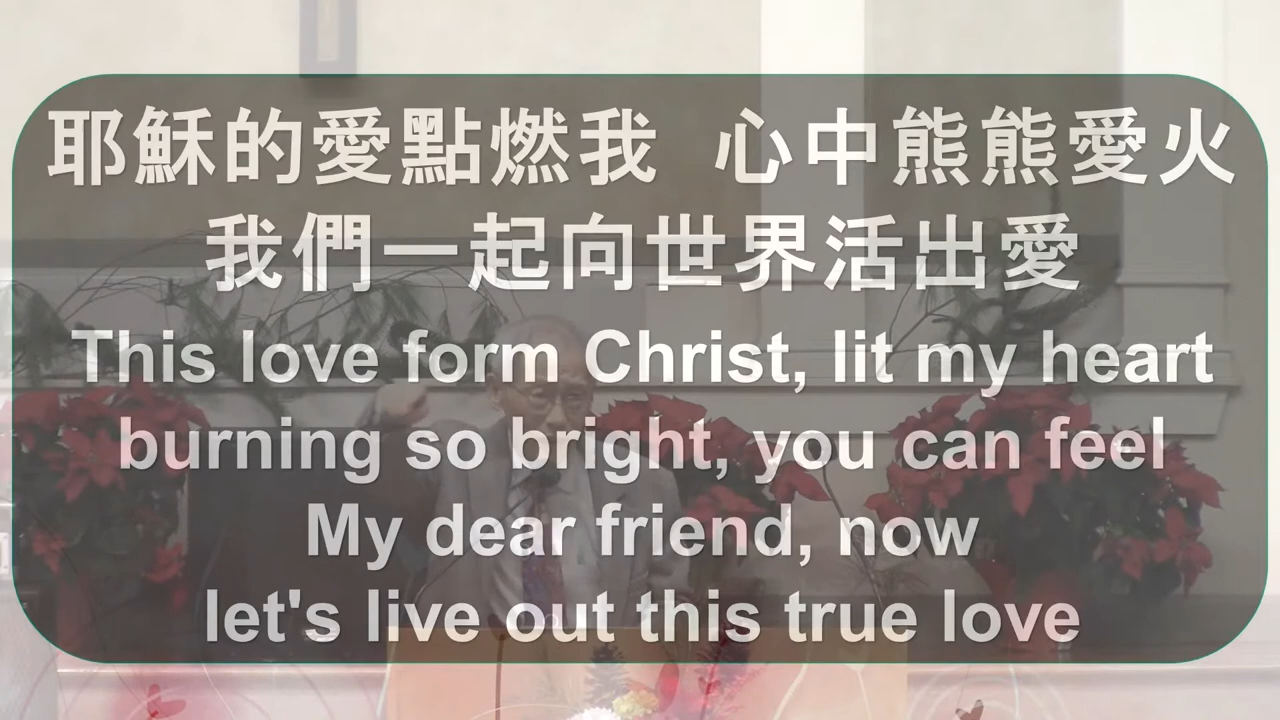 耶穌的愛點燃我 心中熊熊愛火
我們一起向世界活出愛
This love form Christ, lit my heart
burning so bright, you can feel
My dear friend, now
let's live out this true love